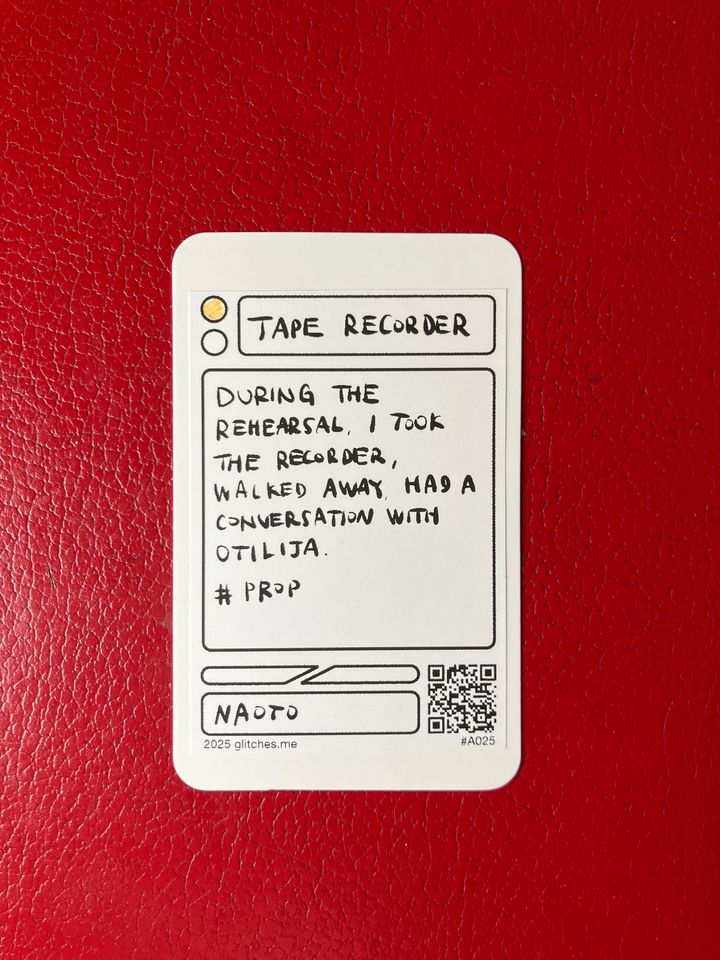 TAPE RECORDER
DURING THE
REHEARSAL, I TOOK
THE RECORDER,
WALKED AWAY, HAD A
CONVERSATION WITH
OTILIJA.
# PROP
NAOTO
2025 glitches.me
#A025